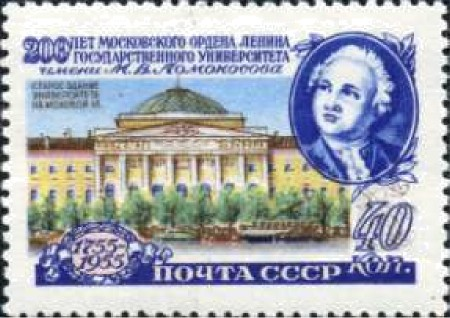 200 ЛЕТ МОСКОВСКОГО ОРДЕНА ЛЕНИНА
ГОСУДАРСТВЕННОГО УНИВЕРСИТЕТА
имени М.В.Ломоносова
СТАРОЕ ЗДАНИЕ
УНИВЕРСИТЕТА
НА МОХОВОЙ УЛ.
1755-
1955
40
КОП.
ПОЧТА СССР